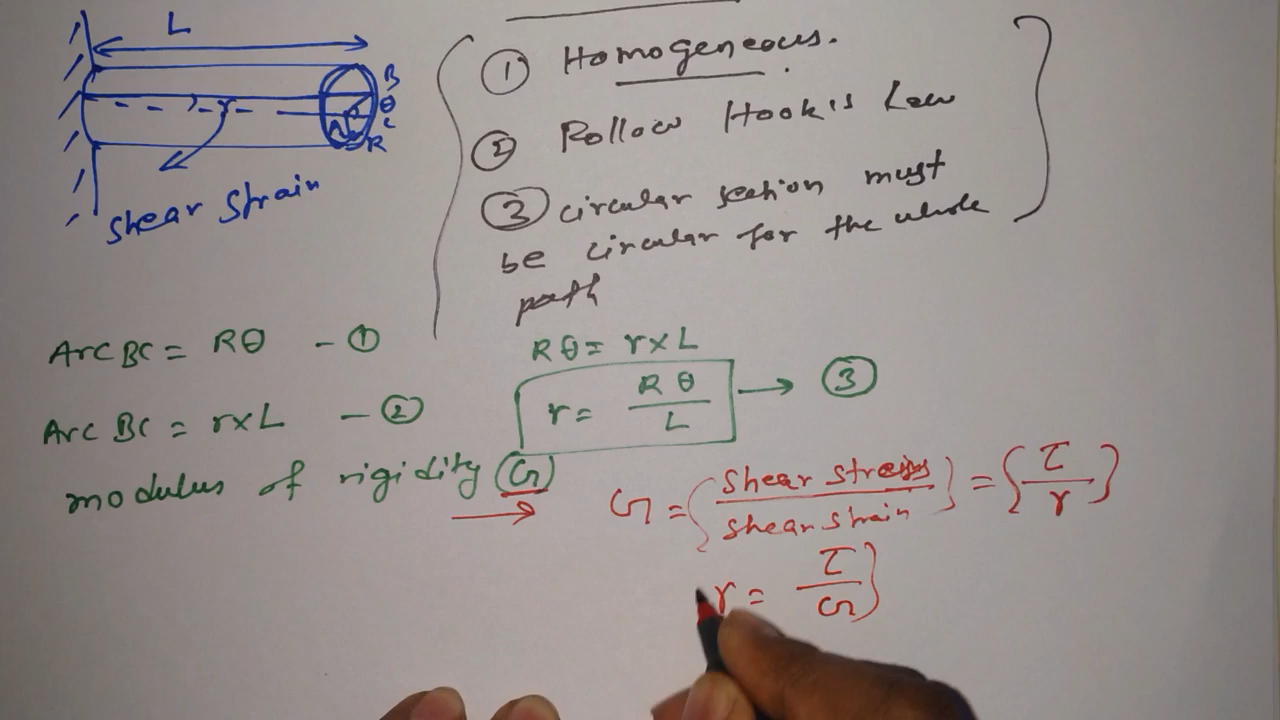 L
B
θ
C
R
Shear Strain
① Homogeneous.
② Follow Hook's Law
③ circular section must
be circular for the whole
path
Arc BC = Rθ - ①
Arc BC = r×L - ②
Rθ = r×L
r = Rθ/L → ③
modulus of rigidity (G)
G = {Shear Stress/Shear Strain} = {τ/r}
r = τ/G}